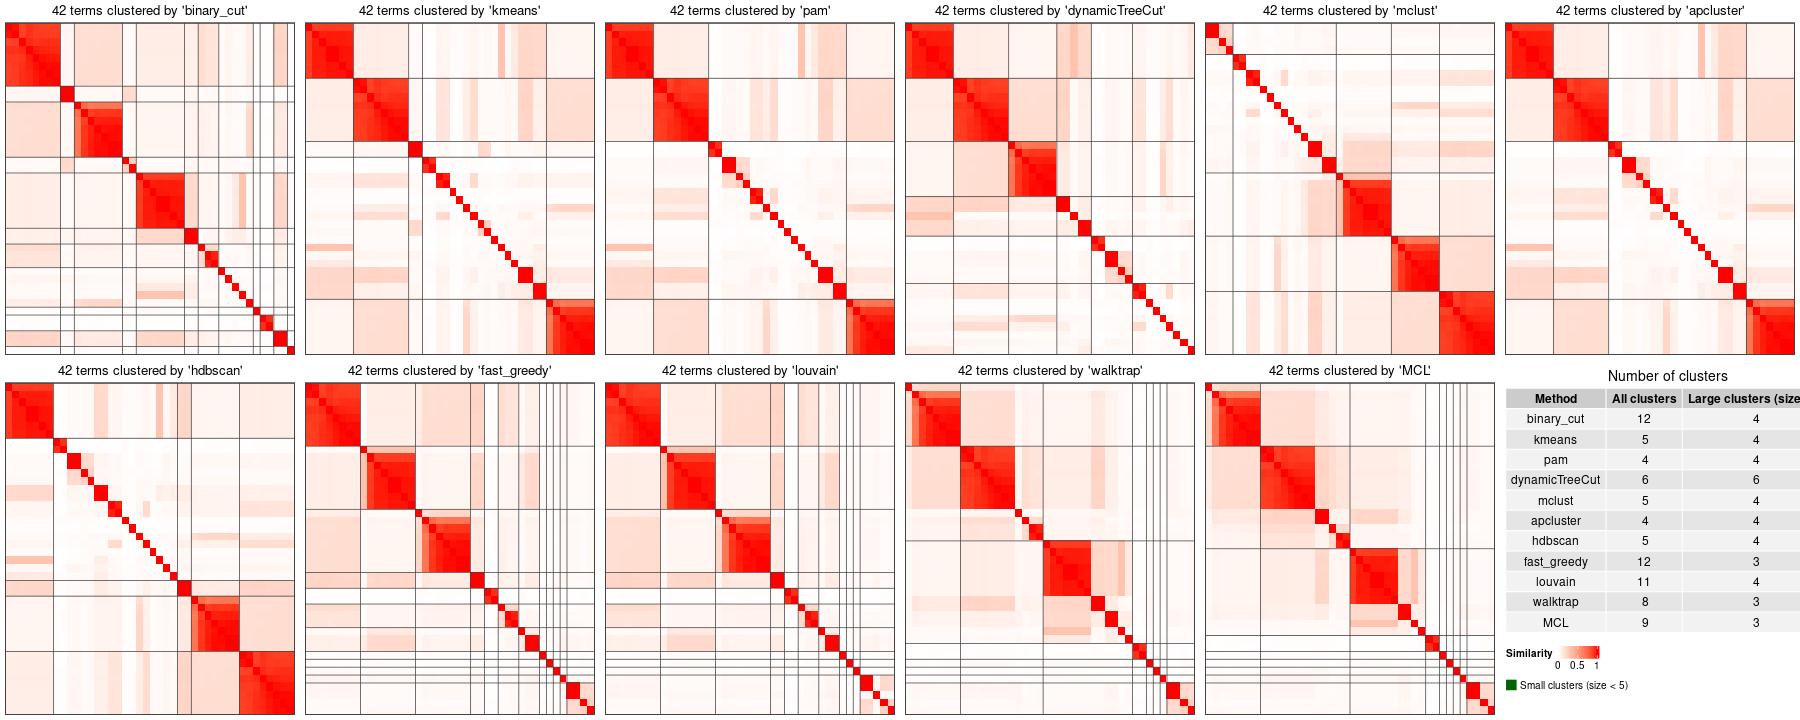 42 terms clustered by 'binary_cut'
42 terms clustered by 'kmeans'
42 terms clustered by 'pam'
42 terms clustered by 'dynamicTreeCut'
42 terms clustered by 'mclust'
42 terms clustered by 'apcluster'
42 terms clustered by 'hdbscan'
42 terms clustered by 'fast_greedy'
42 terms clustered by 'louvain'
42 terms clustered by 'walktrap'
42 terms clustered by 'MCL'
Number of clusters
Method All clusters Large clusters (size
binary_cut 12 4
kmeans 5 4
pam 4 4
dynamicTreeCut 6 6
mclust 5 4
apcluster 4 4
hdbscan 5 4
fast_greedy 12 3
louvain 11 4
walktrap 8 3
MCL 9 3
Similarity
0 0.5 1
Small clusters (size < 5)